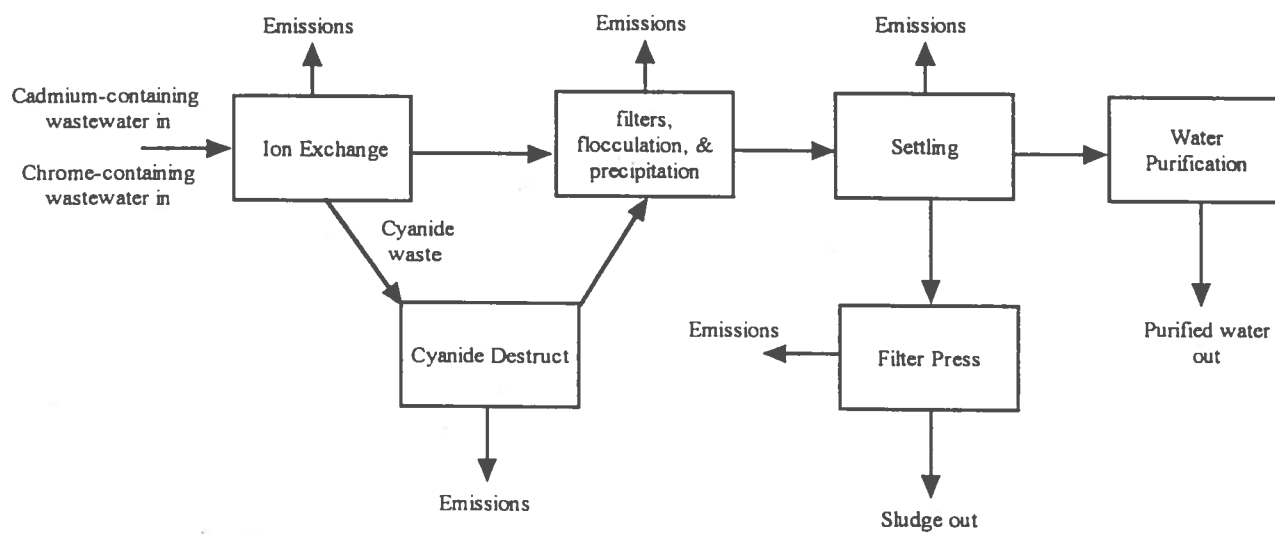 Emissions
Emissions
Emissions
Cadmium-containing
wastewater in
Chrome-containing
wastewater in
Ion Exchange
filters,
flocculation, &
precipitation
Settling
Water
Purification
Cyanide
waste
Cyanide Destruct
Emissions
Filter Press
Purified water
out
Emissions
Sludge out